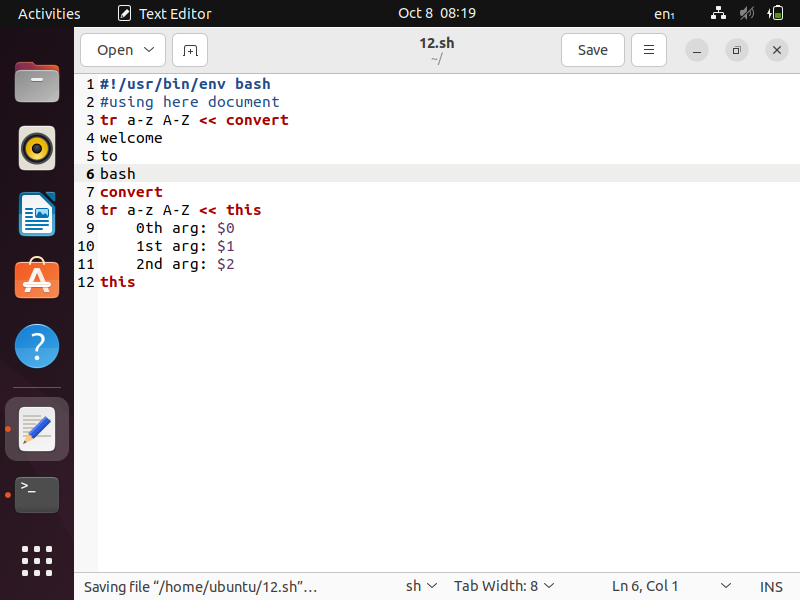 Activities Text Editor Oct 8 08:19 en1
Open 12.sh Save
~/
1 #!/usr/bin/env bash
2 #using here document
3 tr a-z A-Z << convert
4 welcome
5 to
6 bash
7 convert
8 tr a-z A-Z << this
9 0th arg: $0
10 1st arg: $1
11 2nd arg: $2
12 this
>_
Saving file “/home/ubuntu/12.sh”… sh Tab Width: 8 Ln 6, Col 1 INS